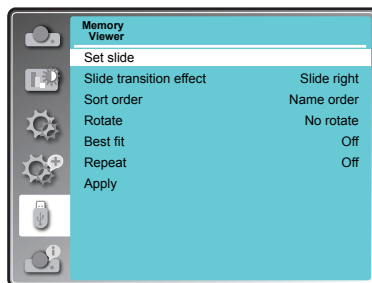 Memory
Viewer
Set slide
Slide transition effect Slide right
Sort order Name order
Rotate No rotate
Best fit Off
Repeat Off
Apply